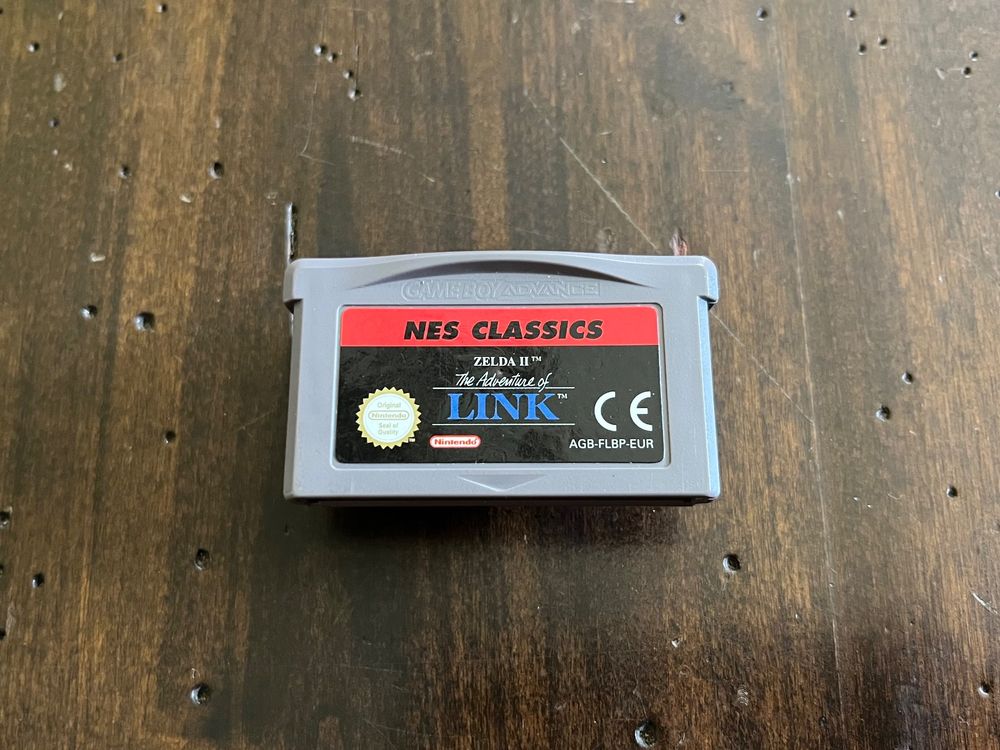 GAME BOY ADVANCE
NES CLASSICS
ZELDA II™
The Adventure of
LINK™
Original
Nintendo®
Seal of
Quality
Nintendo®
CE
AGB-FLBP-EUR